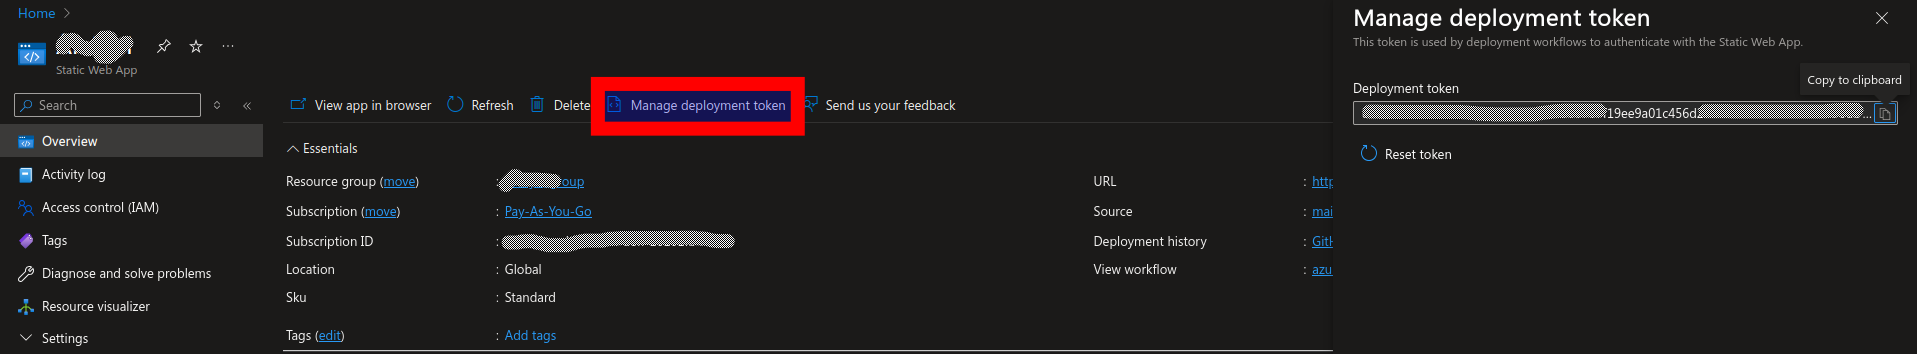 Home
Static Web App
Search
Overview
Activity log
Access control (IAM)
Tags
Diagnose and solve problems
Resource visualizer
Settings
View app in browser Refresh Delete Manage deployment token Send us your feedback
Essentials
Resource group (move) : oup
Subscription (move) : Pay-As-You-Go
Subscription ID :
Location : Global
Sku : Standard
Tags (edit) : Add tags
URL : http
Source : mai
Deployment history : GitH
View workflow : azu
Manage deployment token
This token is used by deployment workflows to authenticate with the Static Web App.
Copy to clipboard
Deployment token
19ee9a01c456d ...
Reset token